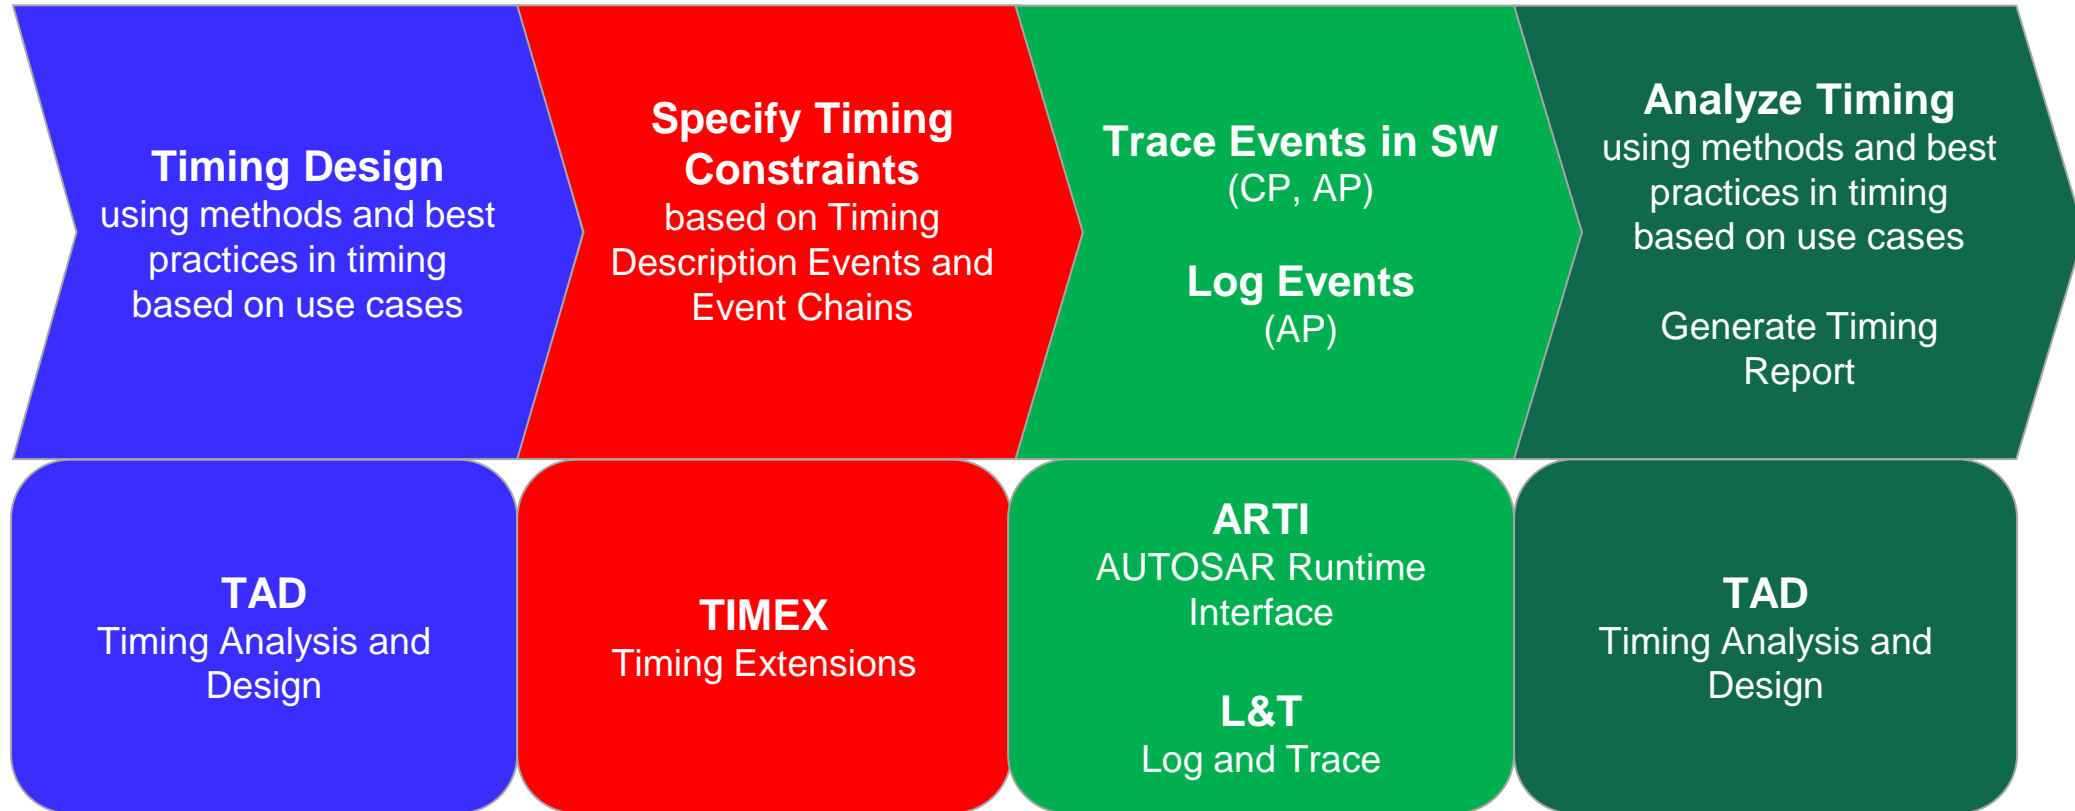 Timing Design
using methods and best
practices in timing
based on use cases
Specify Timing
Constraints
based on Timing
Description Events and
Event Chains
Trace Events in SW
(CP, AP)
Log Events
(AP)
Analyze Timing
using methods and best
practices in timing
based on use cases
Generate Timing
Report
TAD
Timing Analysis and
Design
TIMEX
Timing Extensions
ARTI
AUTOSAR Runtime
Interface
L&T
Log and Trace
TAD
Timing Analysis and
Design